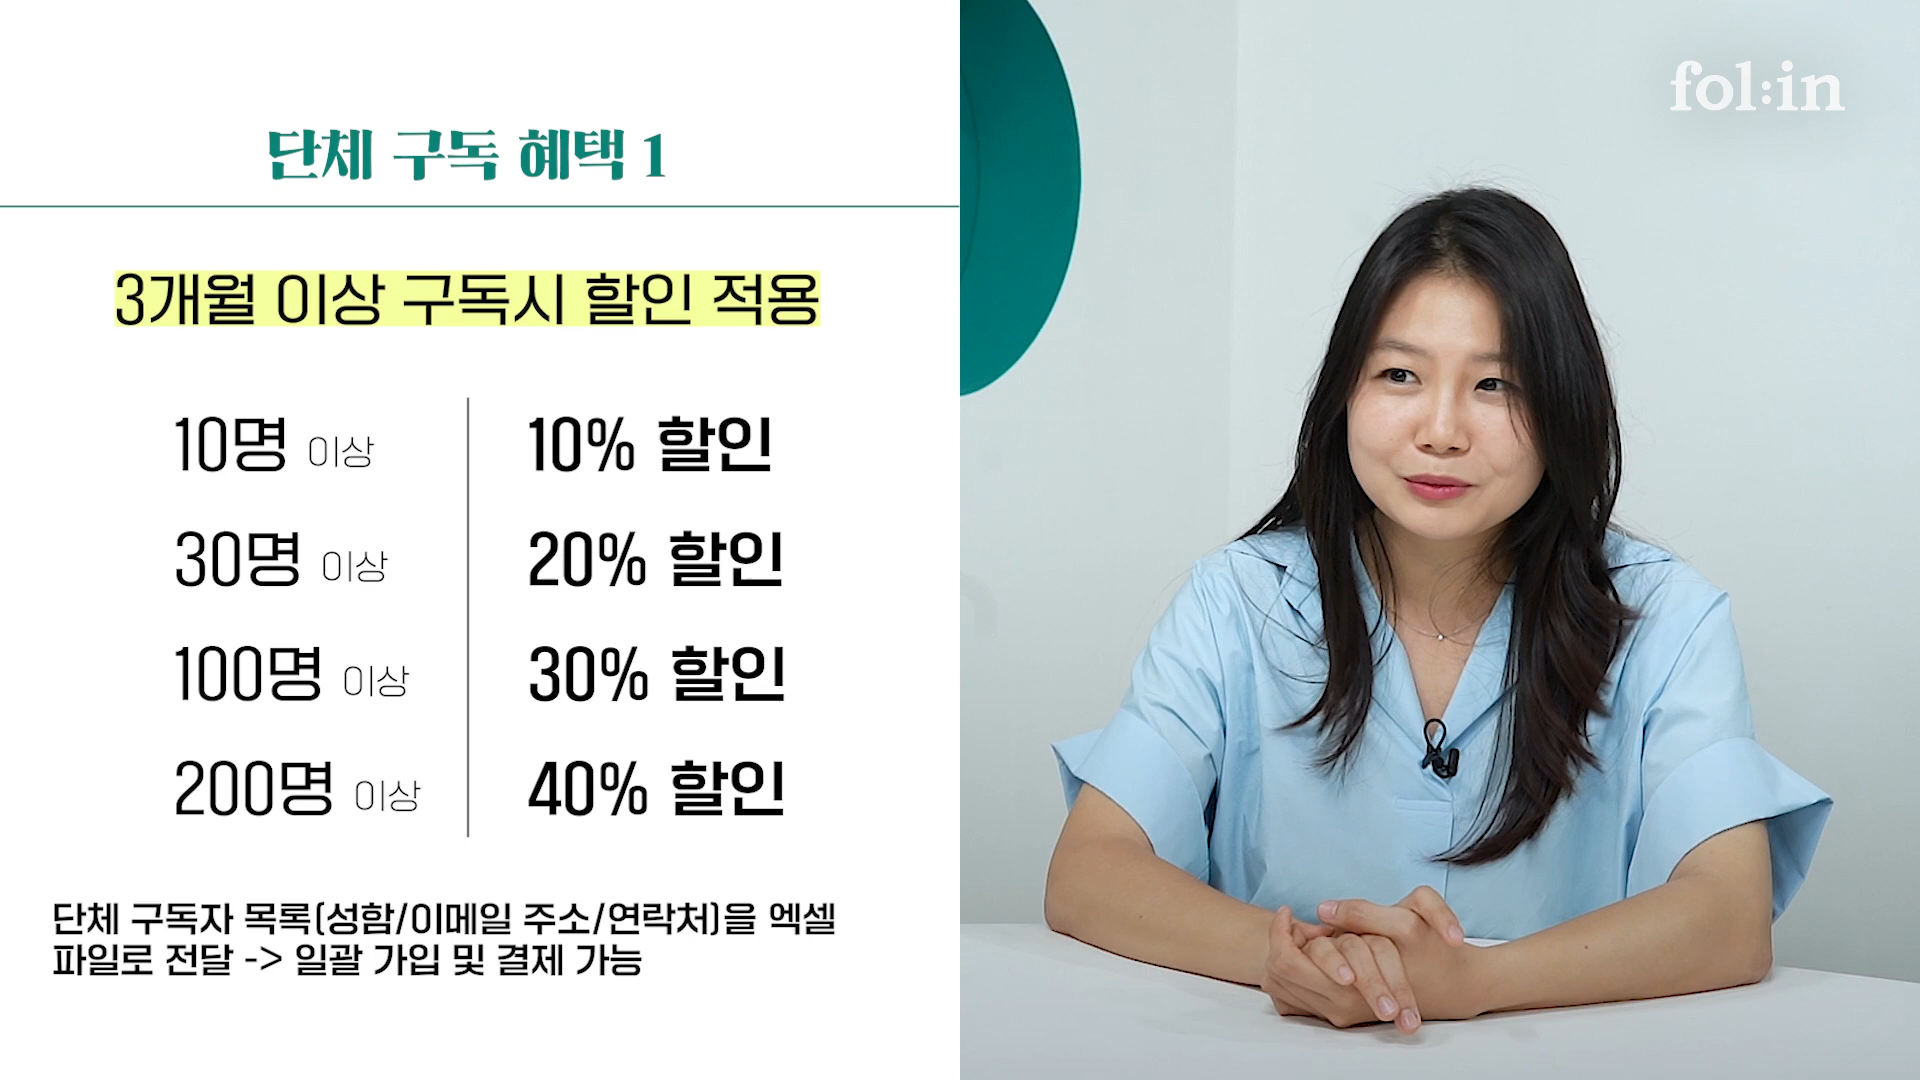 단체 구독 혜택 1
3개월 이상 구독시 할인 적용
10명 이상 10% 할인
30명 이상 20% 할인
100명 이상 30% 할인
200명 이상 40% 할인
단체 구독자 목록(성함/이메일 주소/연락처)을 엑셀
파일로 전달 -> 일괄 가입 및 결제 가능
fol:in